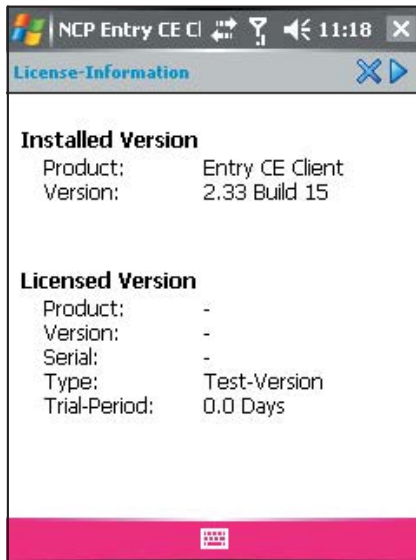 NCP Entry CE Cl 11:18
License-Information
Installed Version
Product: Entry CE Client
Version: 2.33 Build 15
Licensed Version
Product: -
Version: -
Serial: -
Type: Test-Version
Trial-Period: 0.0 Days